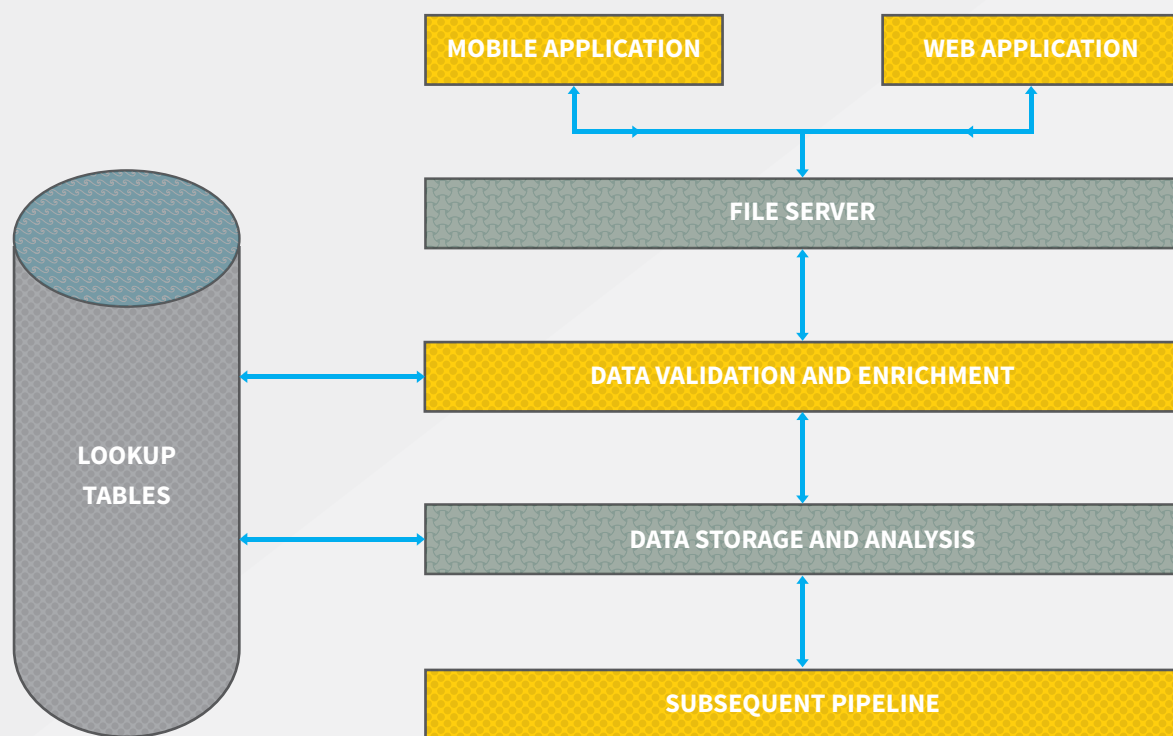 MOBILE APPLICATION
WEB APPLICATION
FILE SERVER
DATA VALIDATION AND ENRICHMENT
LOOKUP
TABLES
DATA STORAGE AND ANALYSIS
SUBSEQUENT PIPELINE